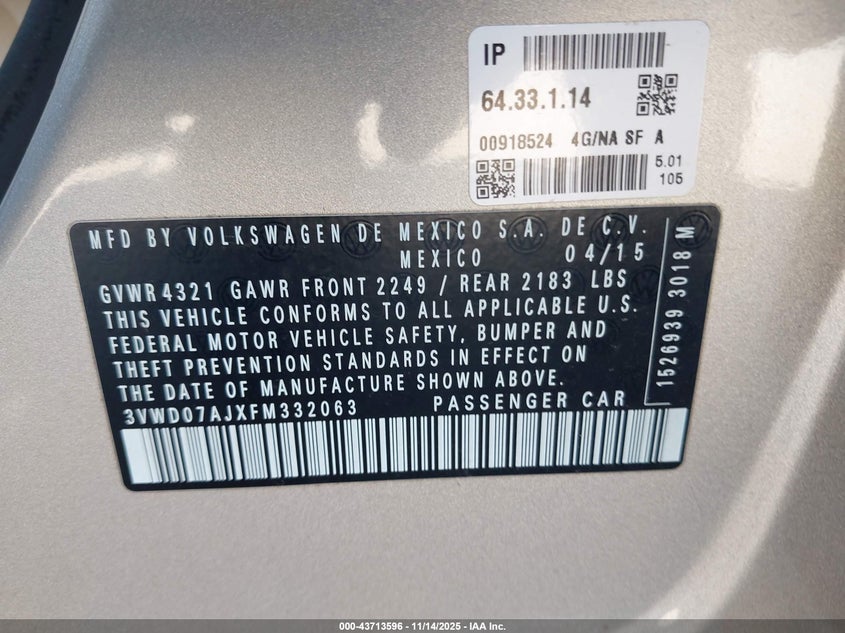 IP
64.33.1.14
00918524 4G/NA SF A
5.01
105
MFD BY VOLKSWAGEN DE MEXICO S.A. DE C.V.
MEXICO 04/15
GVWR 4321 GAWR FRONT 2249 / REAR 2183 LBS
THIS VEHICLE CONFORMS TO ALL APPLICABLE U.S.
FEDERAL MOTOR VEHICLE SAFETY, BUMPER AND
THEFT PREVENTION STANDARDS IN EFFECT ON
THE DATE OF MANUFACTURE SHOWN ABOVE.
3VWD07AJXFM332063 PASSENGER CAR
1526939 3018 M
000-43713596 - 11/14/2025 - IAA Inc.